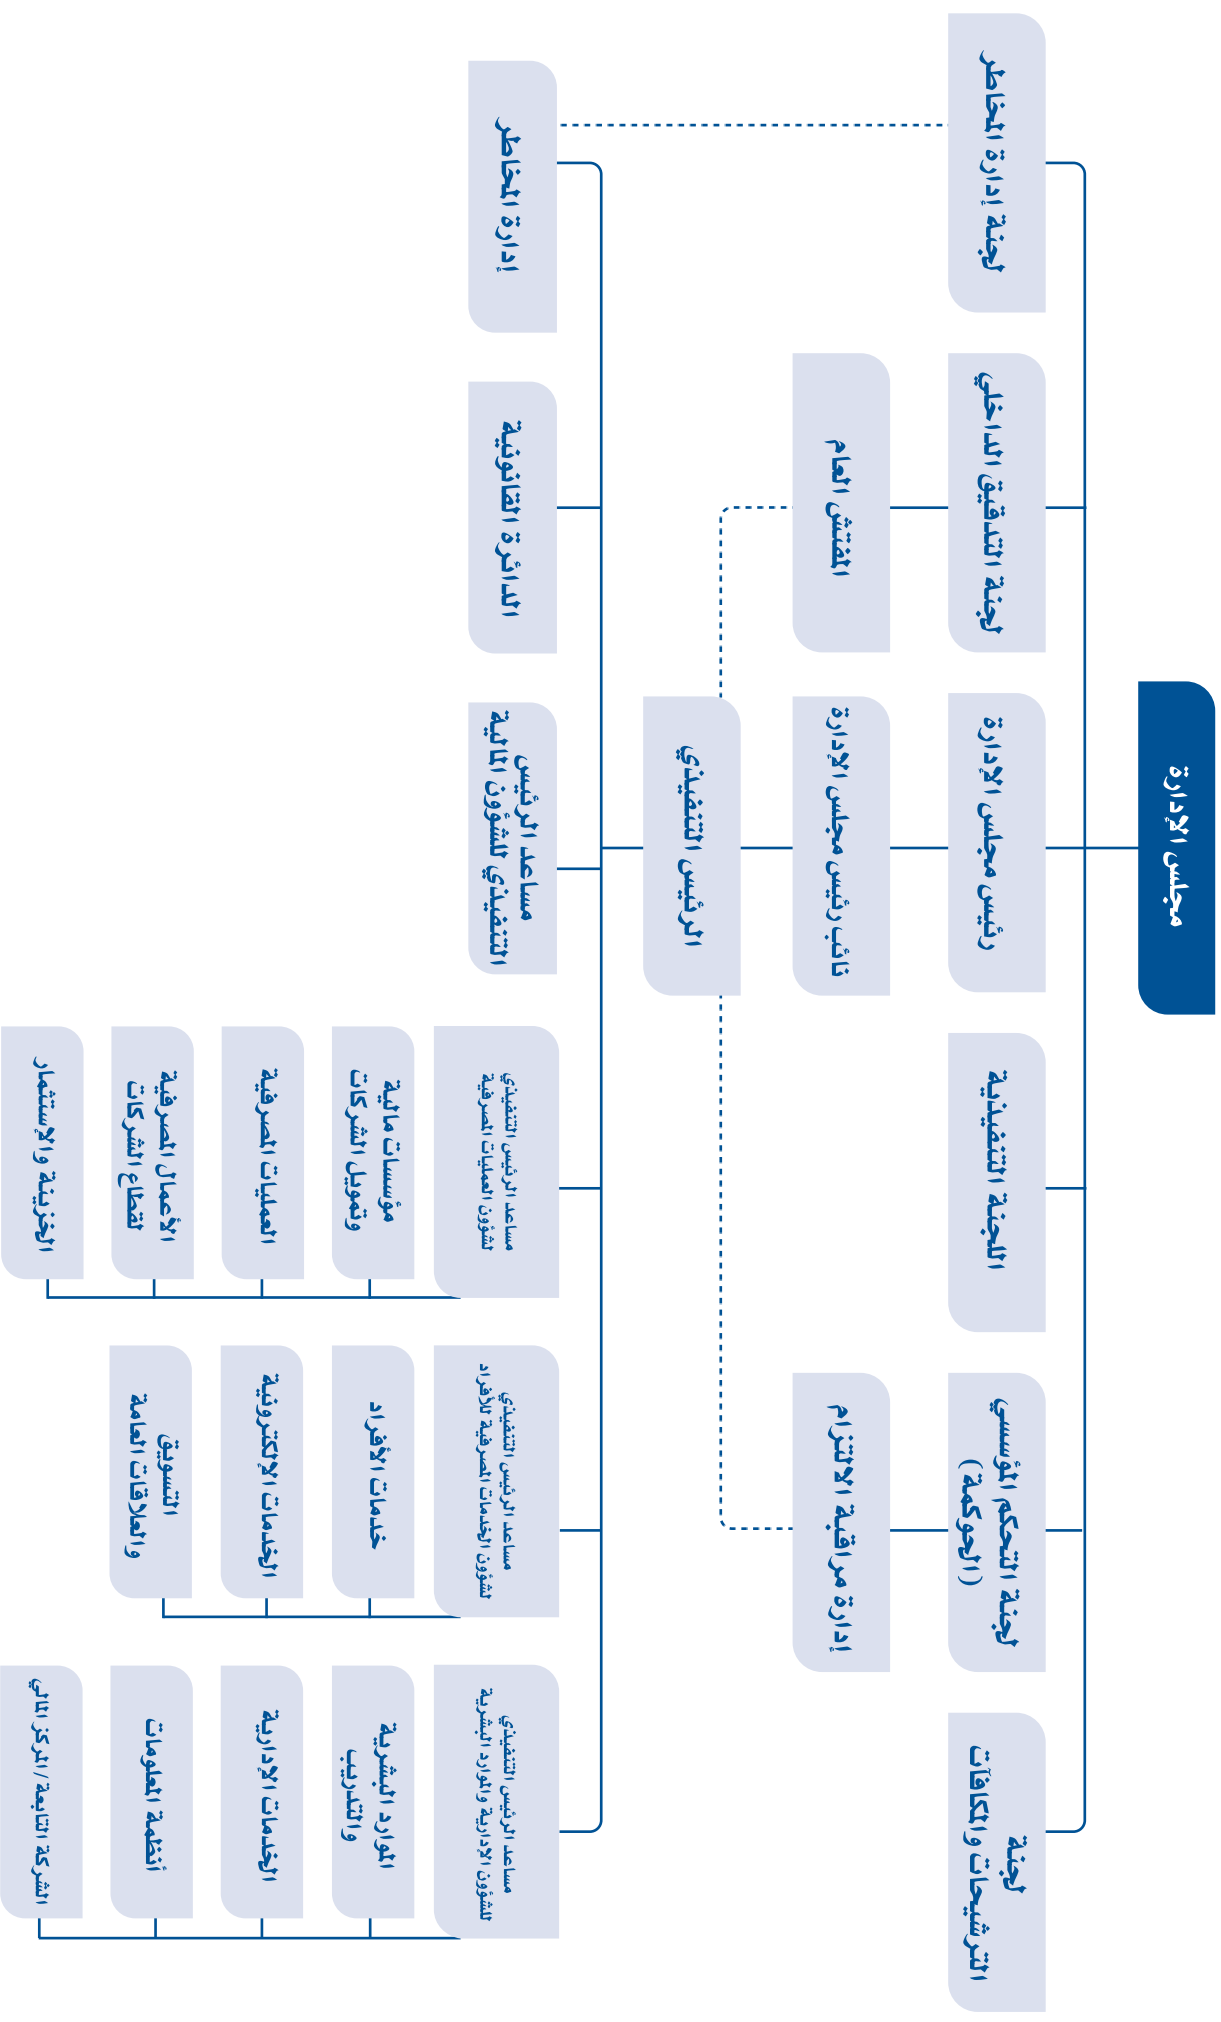 مجلس الإدارة
لجنة إدارة المخاطر
لجنة التدقيق الداخلي
رئيس مجلس الإدارة
اللجنة التنفيذية
لجنة التحكم المؤسسي
(الحوكمة)
لجنة
الترشيحات والمكافآت
المفتش العام
نائب رئيس مجلس الإدارة
إدارة مراقبة الالتزام
الرئيس التنفيذي
إدارة المخاطر
الدائرة القانونية
مساعد الرئيس
التنفيذي للشؤون المالية
مساعد الرئيس التنفيذي
لشؤون العمليات المصرفية
مؤسسات مالية
وتمويل الشركات
العمليات المصرفية
الأعمال المصرفية
لقطاع الشركات
الخزينة والإستثمار
مساعد الرئيس التنفيذي
لشؤون الخدمات المصرفية للأفراد
خدمات الأفراد
الخدمات الإلكترونية
التسويق
والعلاقات العامة
مساعد الرئيس التنفيذي
للشؤون الإدارية والموارد البشرية
الموارد البشرية
والتدريب
الخدمات الإدارية
أنظمة المعلومات
الشركة التابعة / المركز المالي